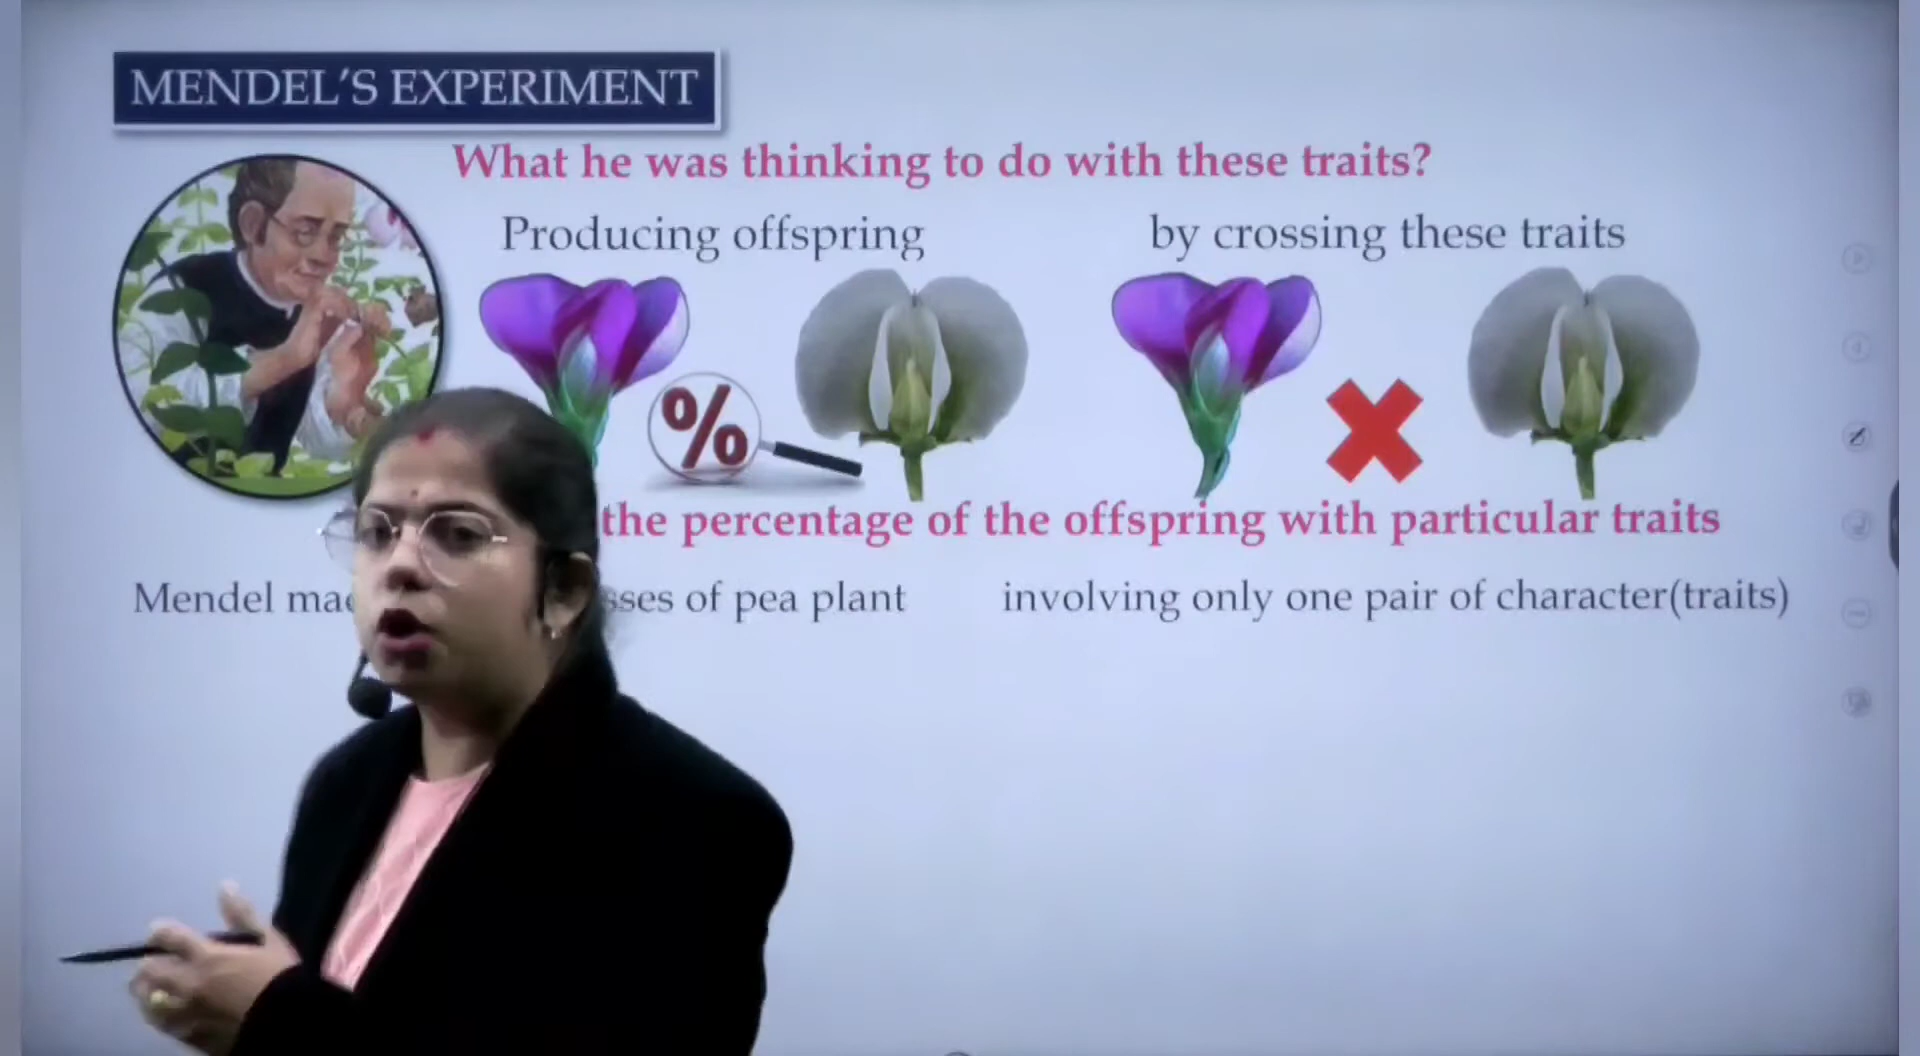 MENDEL'S EXPERIMENT
What he was thinking to do with these traits?
Producing offspring by crossing these traits
%
the percentage of the offspring with particular traits
Mendel of pea plant involving only one pair of character(traits)